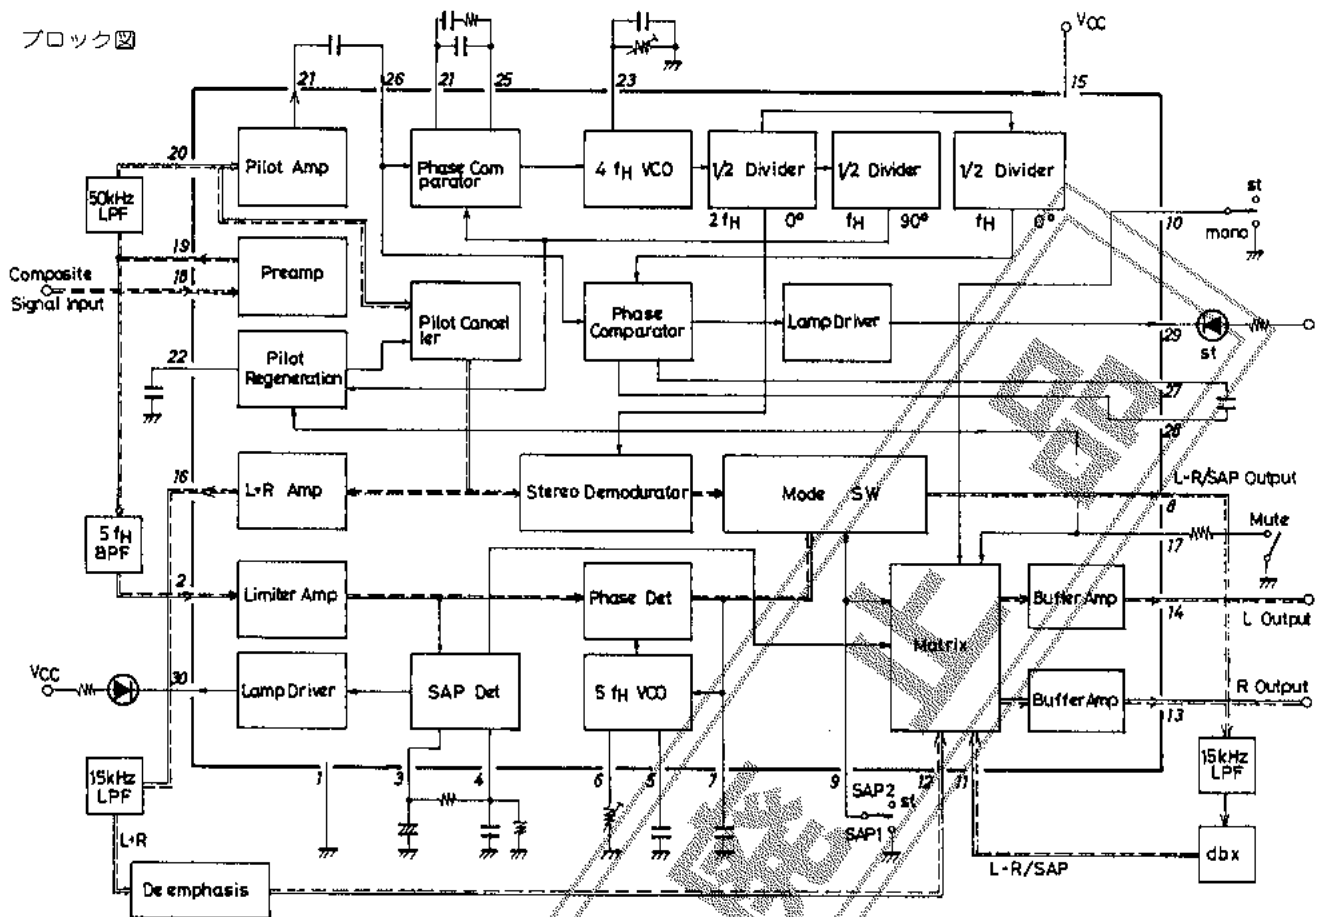 ブロック図
VCC
21
26
21
25
23
15
20
Pilot Amp
Phase Com
parator
4 fH VCO
1/2 Divider
1/2 Divider
1/2 Divider
2 fH 0°
fH 90°
fH 0°
50kHz
LPF
st
10
mono
19
Composite
Signal Input
18
Preamp
Pilot Cancel
ler
Phase
Comparator
Lamp Driver
29
st
22
Pilot
Regeneration
27
28
16
L+R Amp
Stereo Demodurator
Mode SW
L-R/SAP Output
8
5 fH
BPF
Mute
17
2
Limiter Amp
Phase Det
Matrix
Buffer Amp
14
L Output
VCC
30
Lamp Driver
SAP Det
5 fH VCO
Buffer Amp
R Output
13
15kHz
LPF
1
3
4
6
5
7
9
12
11
15kHz
LPF
SAP2
st
SAP1
L+R
De emphasis
L-R/SAP
dbx